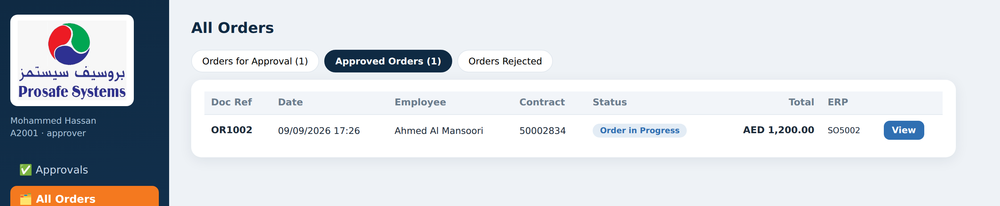 بروسيف سيستمز
Prosafe Systems
Mohammed Hassan
A2001 · approver
✅ Approvals
🗂️ All Orders
All Orders
Orders for Approval (1) Approved Orders (1) Orders Rejected
Doc Ref Date Employee Contract Status Total ERP
OR1002 09/09/2026 17:26 Ahmed Al Mansoori 50002834 Order in Progress AED 1,200.00 SO5002 View